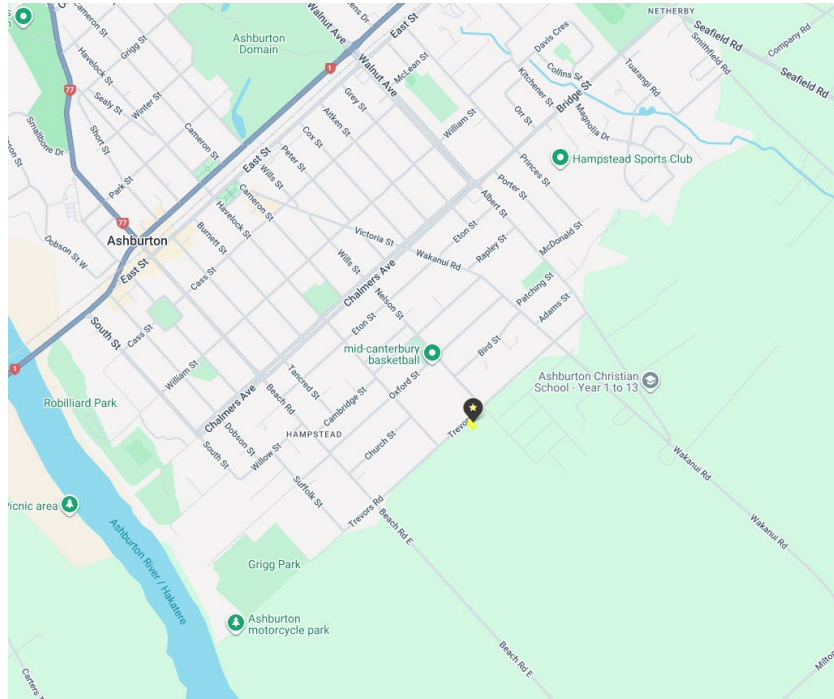 NETHERBY
Seafield Rd
Company Rd
Smithfield Rd
Seafield Rd
Tuarangi Rd
Davis Cres
Collins St
Kitchener St
Bridge St
Magnolia Dr
Orr St
East St
Walnut Ave
Walnut Ave
McLean St
William St
Ashburton
Domain
1
Cameron St
Grigg St
Havelock St
77
Sealy St
Winter St
Smallbone Dr
Short St
Cameron St
Park St
Grey St
Aitken St
Cox St
Peter St
East St
Wills St
Cameron St
Havelock St
Burnett St
Cass St
Hampstead Sports Club
Princes St
Porter St
Albert St
McDonald St
Eton St
Rapley St
Victoria St
Wakanui Rd
Wills St
Chalmers Ave
Nelson St
Patching St
Adams St
Bird St
77
Ashburton
Dobson St W
East St
South St
Cass St
William St
1
Robilliard Park
Eton St
mid-canterbury
basketball
Tancred St
Beach Rd
Cambridge St
Oxford St
Chalmers Ave
HAMPSTEAD
Dobson St
Willow St
South St
Church St
Suffolk St
Ashburton Christian
School - Year 1 to 13
Trevors Rd
Beach Rd E
Wakanui Rd
Wakanui Rd
Picnic area
Ashburton River / Hakatere
Grigg Park
Ashburton
motorcycle park
Beach Rd E